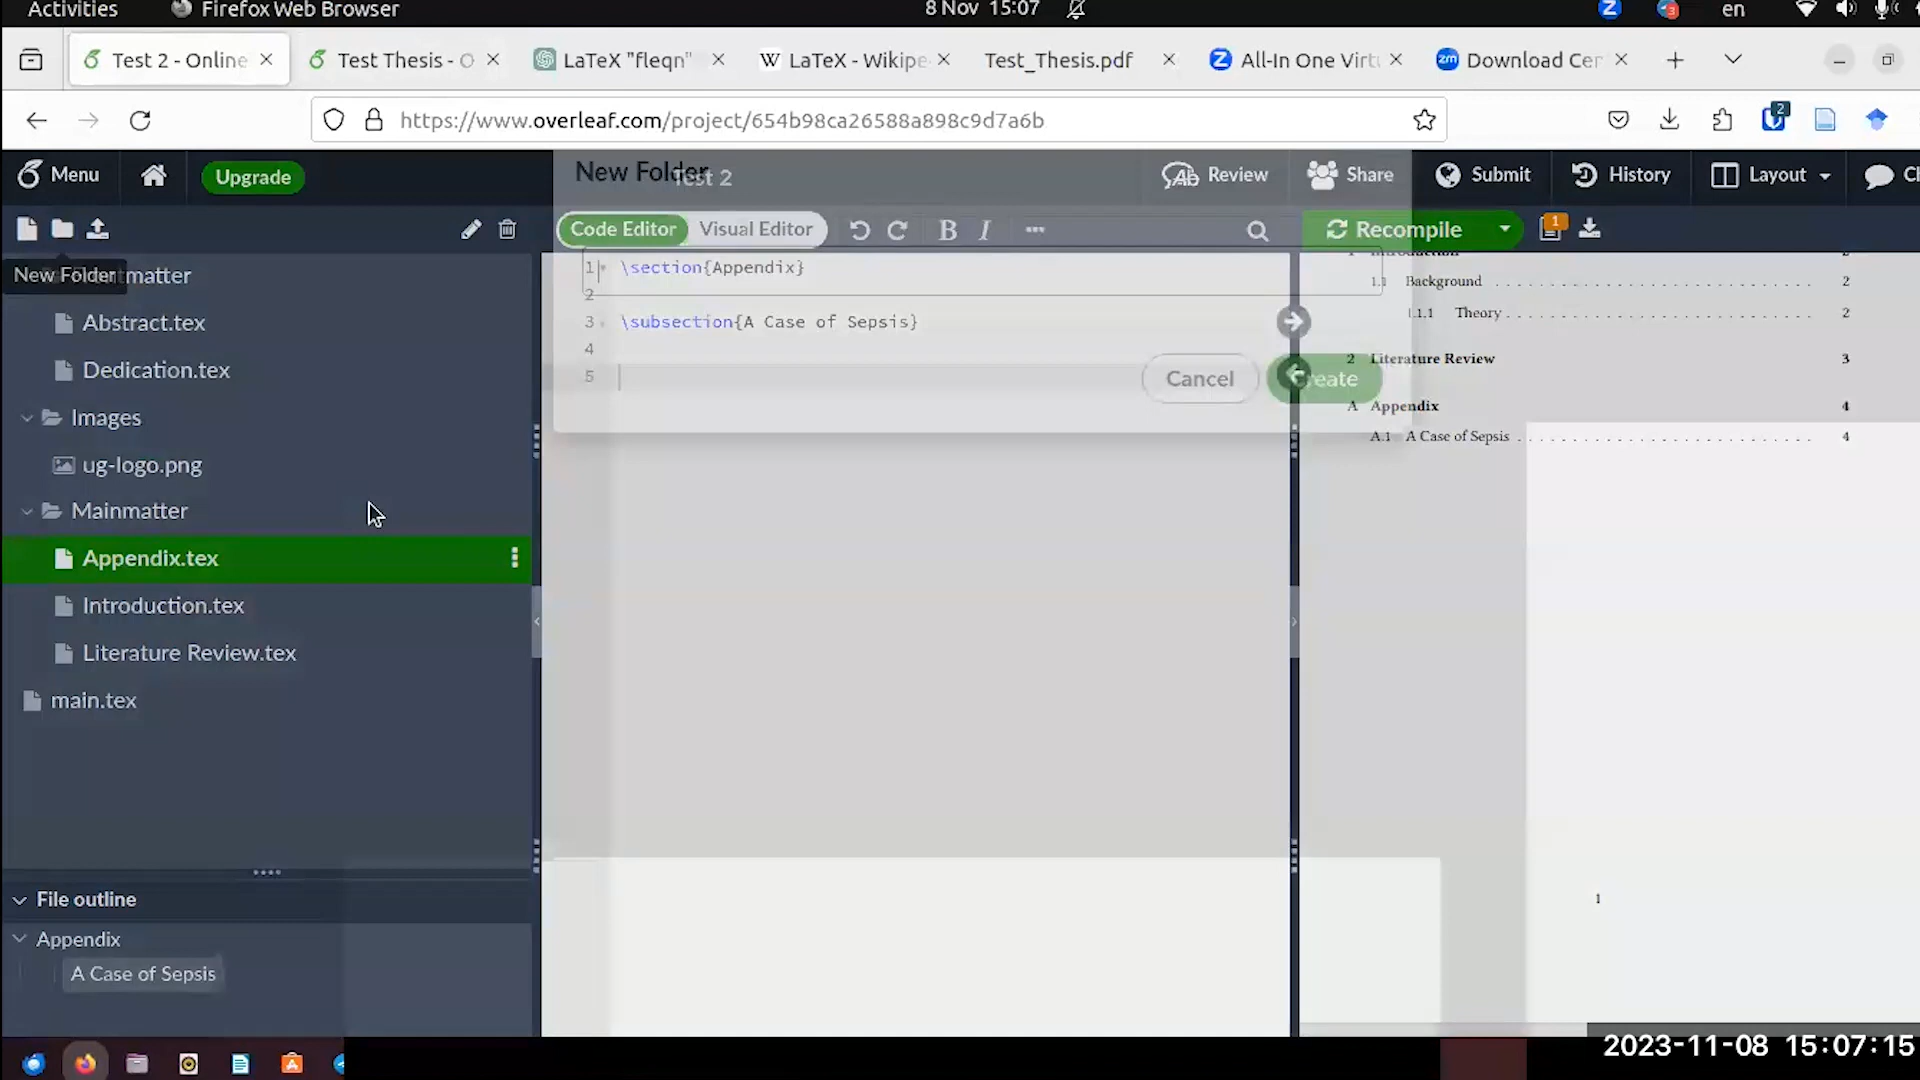 Activities Firefox Web Browser 8 Nov 15:07 en
Test 2 - Online Test Thesis - O LaTeX "fleqn" LaTeX - Wikipe Test_Thesis.pdf All-In One Virtu Download Cer
https://www.overleaf.com/project/654b98ca26588a898c9d7a6b
Menu Upgrade New Folder Test 2 Review Share Submit History Layout
Code Editor Visual Editor B I Recompile 1
New Folder matter
Abstract.tex
Dedication.tex
Images
ug-logo.png
Mainmatter
Appendix.tex
Introduction.tex
Literature Review.tex
main.tex
File outline
Appendix
A Case of Sepsis
1 \section{Appendix}
2
3 \subsection{A Case of Sepsis}
4
5
Cancel Create
1.1 Background 2
1.1.1 Theory 2
2 Literature Review 3
A Appendix 4
A.1 A Case of Sepsis 4
1
2023-11-08 15:07:15